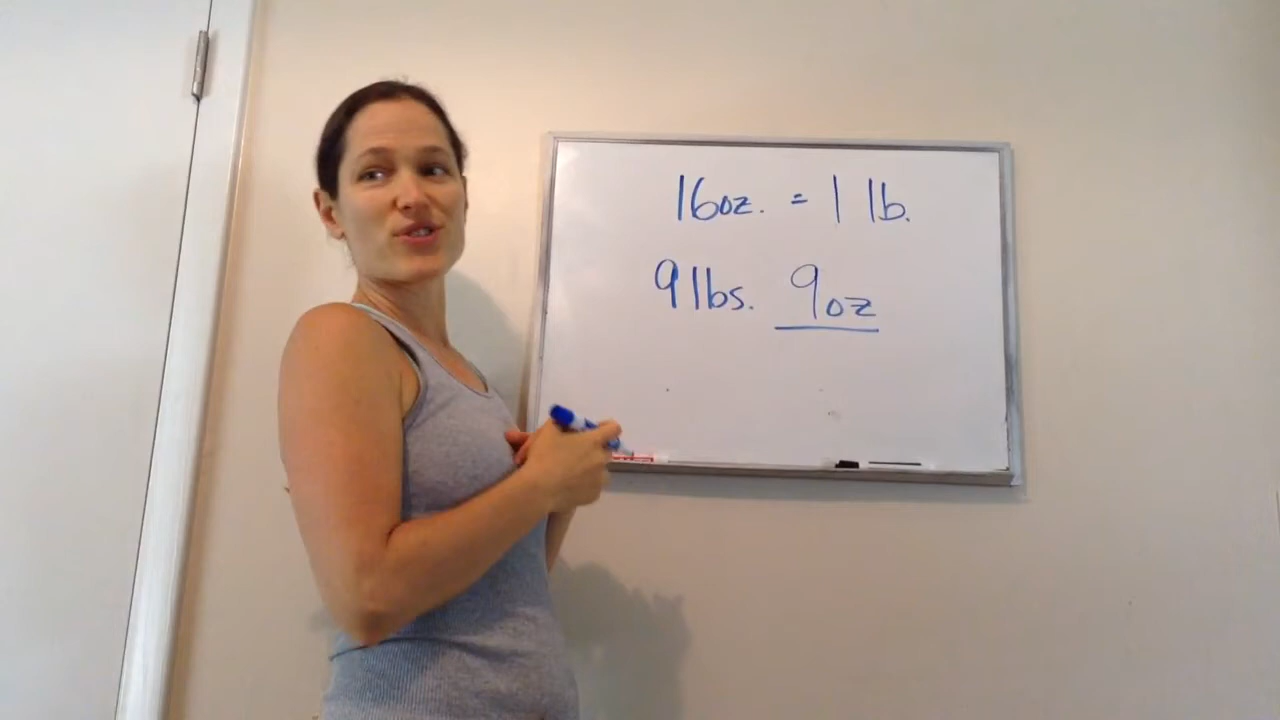 16oz. = 1 lb.
9 lbs. 9oz